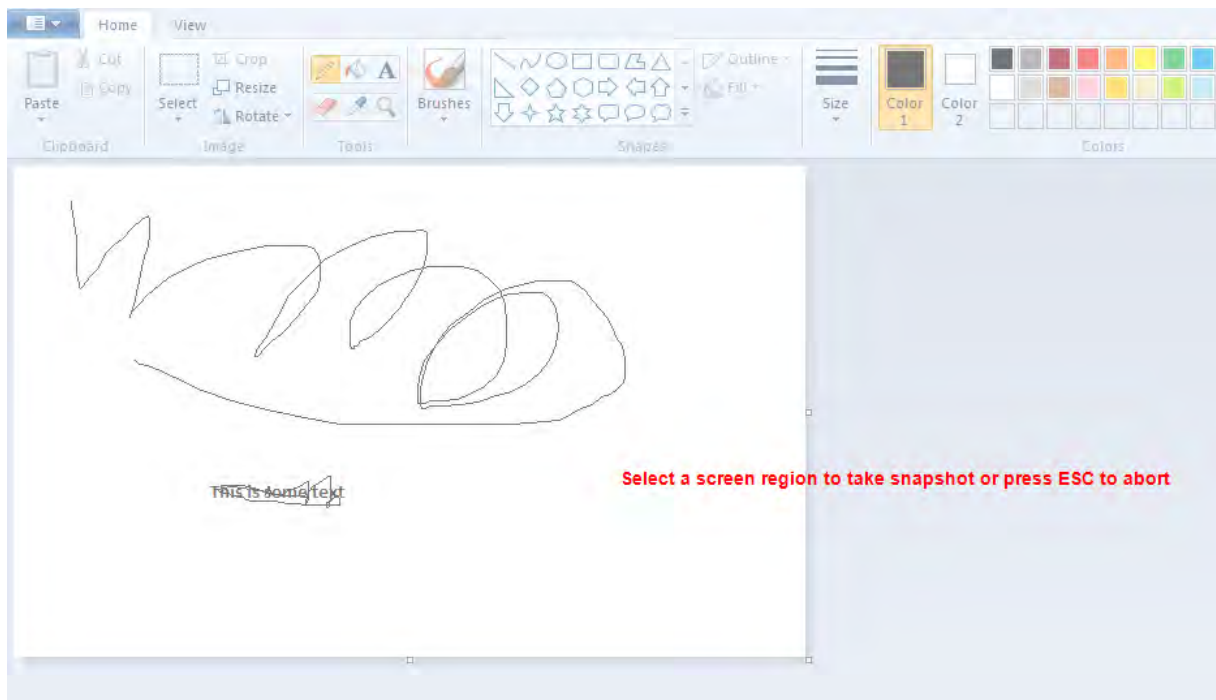 Home View
Cut
Copy
Paste
Clipboard
Crop
Resize
Rotate
Select
Image
A
Tools
Brushes
Outline
Fill
Shapes
Size
Color 1
Color 2
Colors
This is some text
Select a screen region to take snapshot or press ESC to abort